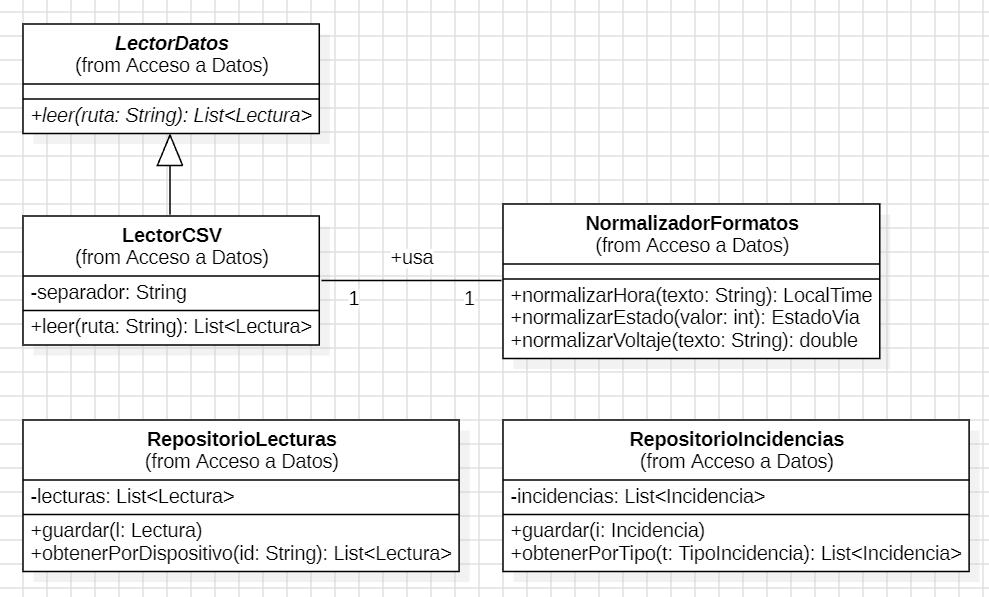 LectorDatos
(from Acceso a Datos)
+leer(ruta: String): List<Lectura>
LectorCSV
(from Acceso a Datos)
-separador: String
+leer(ruta: String): List<Lectura>
+usa
1
1
NormalizadorFormatos
(from Acceso a Datos)
+normalizarHora(texto: String): LocalTime
+normalizarEstado(valor: int): EstadoVia
+normalizarVoltaje(texto: String): double
RepositorioLecturas
(from Acceso a Datos)
-lecturas: List<Lectura>
+guardar(l: Lectura)
+obtenerPorDispositivo(id: String): List<Lectura>
RepositorioIncidencias
(from Acceso a Datos)
-incidencias: List<Incidencia>
+guardar(i: Incidencia)
+obtenerPorTipo(t: TipoIncidencia): List<Incidencia>